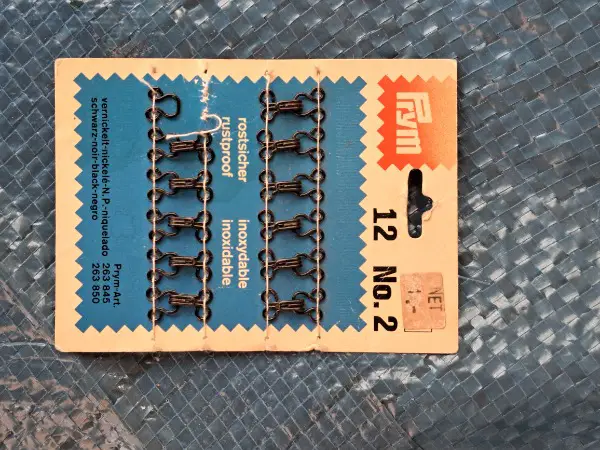 Prym
12 No. 2
NET
1,-
rostsicher inoxydable
rustproof inoxidable
Prym-Art.
vernickelt-nickelé-N.P.-niquelado 263 845
schwarz-noir-black-negro 263 850